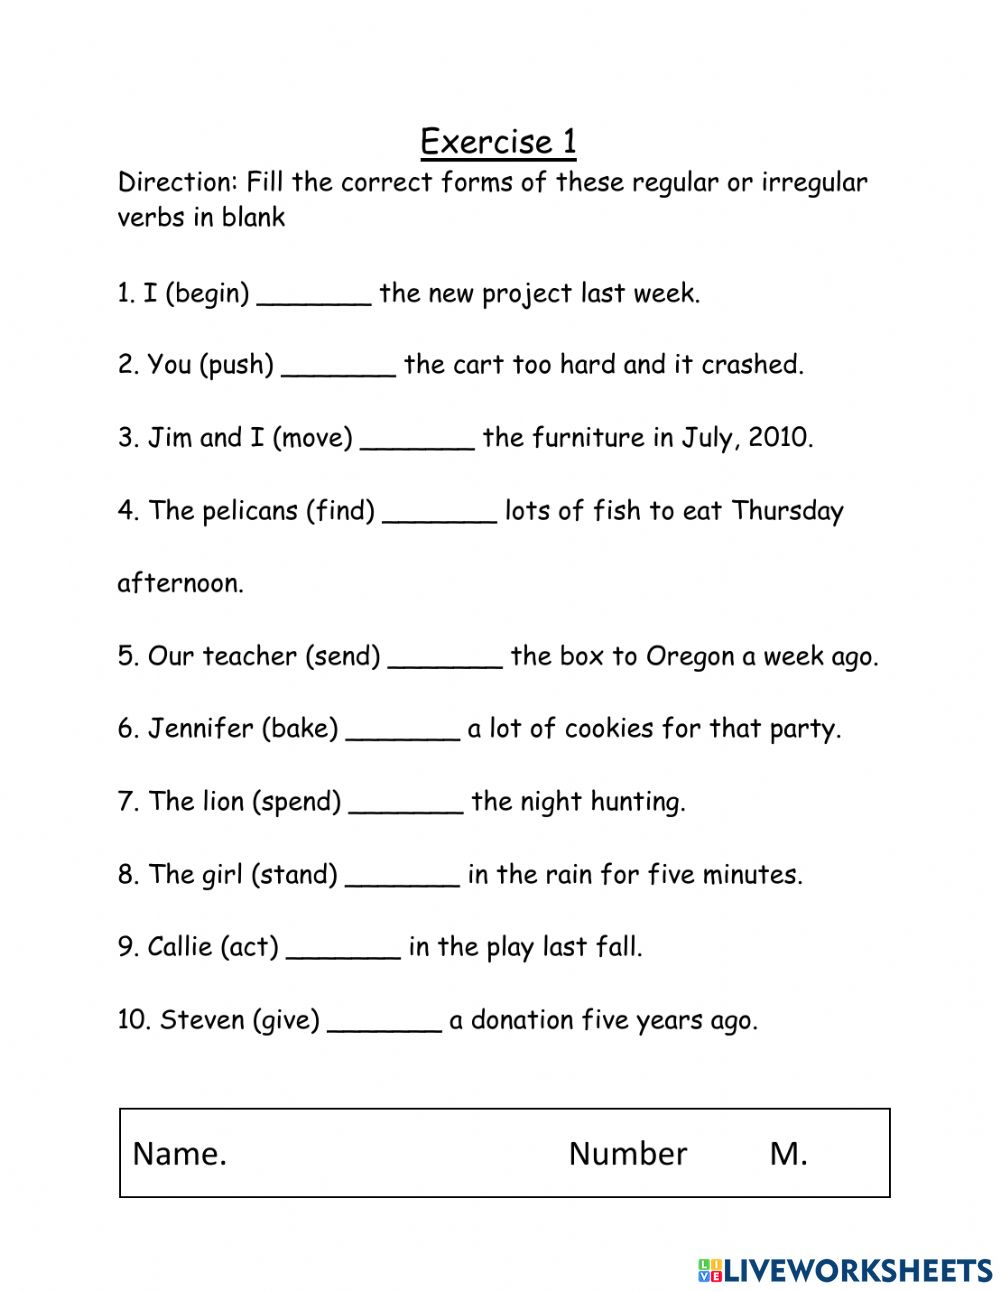 Exercise 1
Direction: Fill the correct forms of these regular or irregular
verbs in blank
1. I (begin) _______ the new project last week.
2. You (push) _______ the cart too hard and it crashed.
3. Jim and I (move) _______ the furniture in July, 2010.
4. The pelicans (find) _______ lots of fish to eat Thursday
afternoon.
5. Our teacher (send) _______ the box to Oregon a week ago.
6. Jennifer (bake) _______ a lot of cookies for that party.
7. The lion (spend) _______ the night hunting.
8. The girl (stand) _______ in the rain for five minutes.
9. Callie (act) _______ in the play last fall.
10. Steven (give) _______ a donation five years ago.
Name. Number M.
LIVE LIVEWORKSHEETS